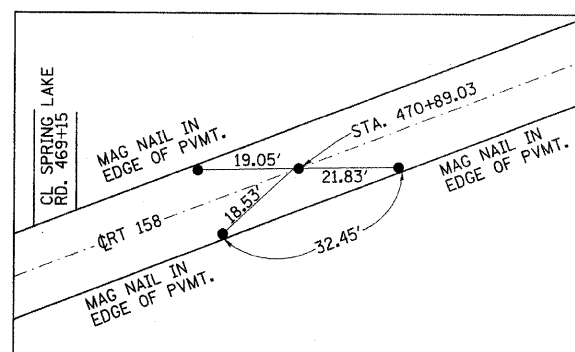 CL SPRING LAKE
RD. 469+15
MAG NAIL IN
EDGE OF PVMT.
STA. 470+89.03
19.05'
21.83'
MAG NAIL IN
EDGE OF PVMT.
18.53'
℄RT 158
32.45'
MAG NAIL IN
EDGE OF PVMT.